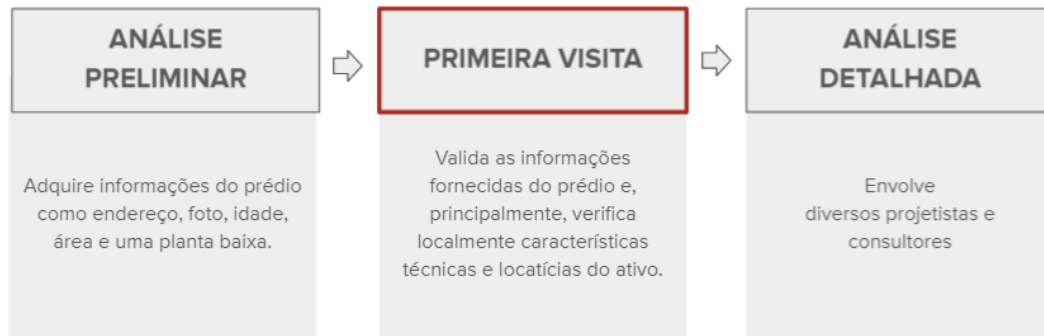 ANÁLISE
PRELIMINAR
Adquire informações do prédio
como endereço, foto, idade,
área e uma planta baixa.
PRIMEIRA VISITA
Valida as informações
fornecidas do prédio e,
principalmente, verifica
localmente características
técnicas e locatícias do ativo.
ANÁLISE
DETALHADA
Envolve
diversos projetistas e
consultores